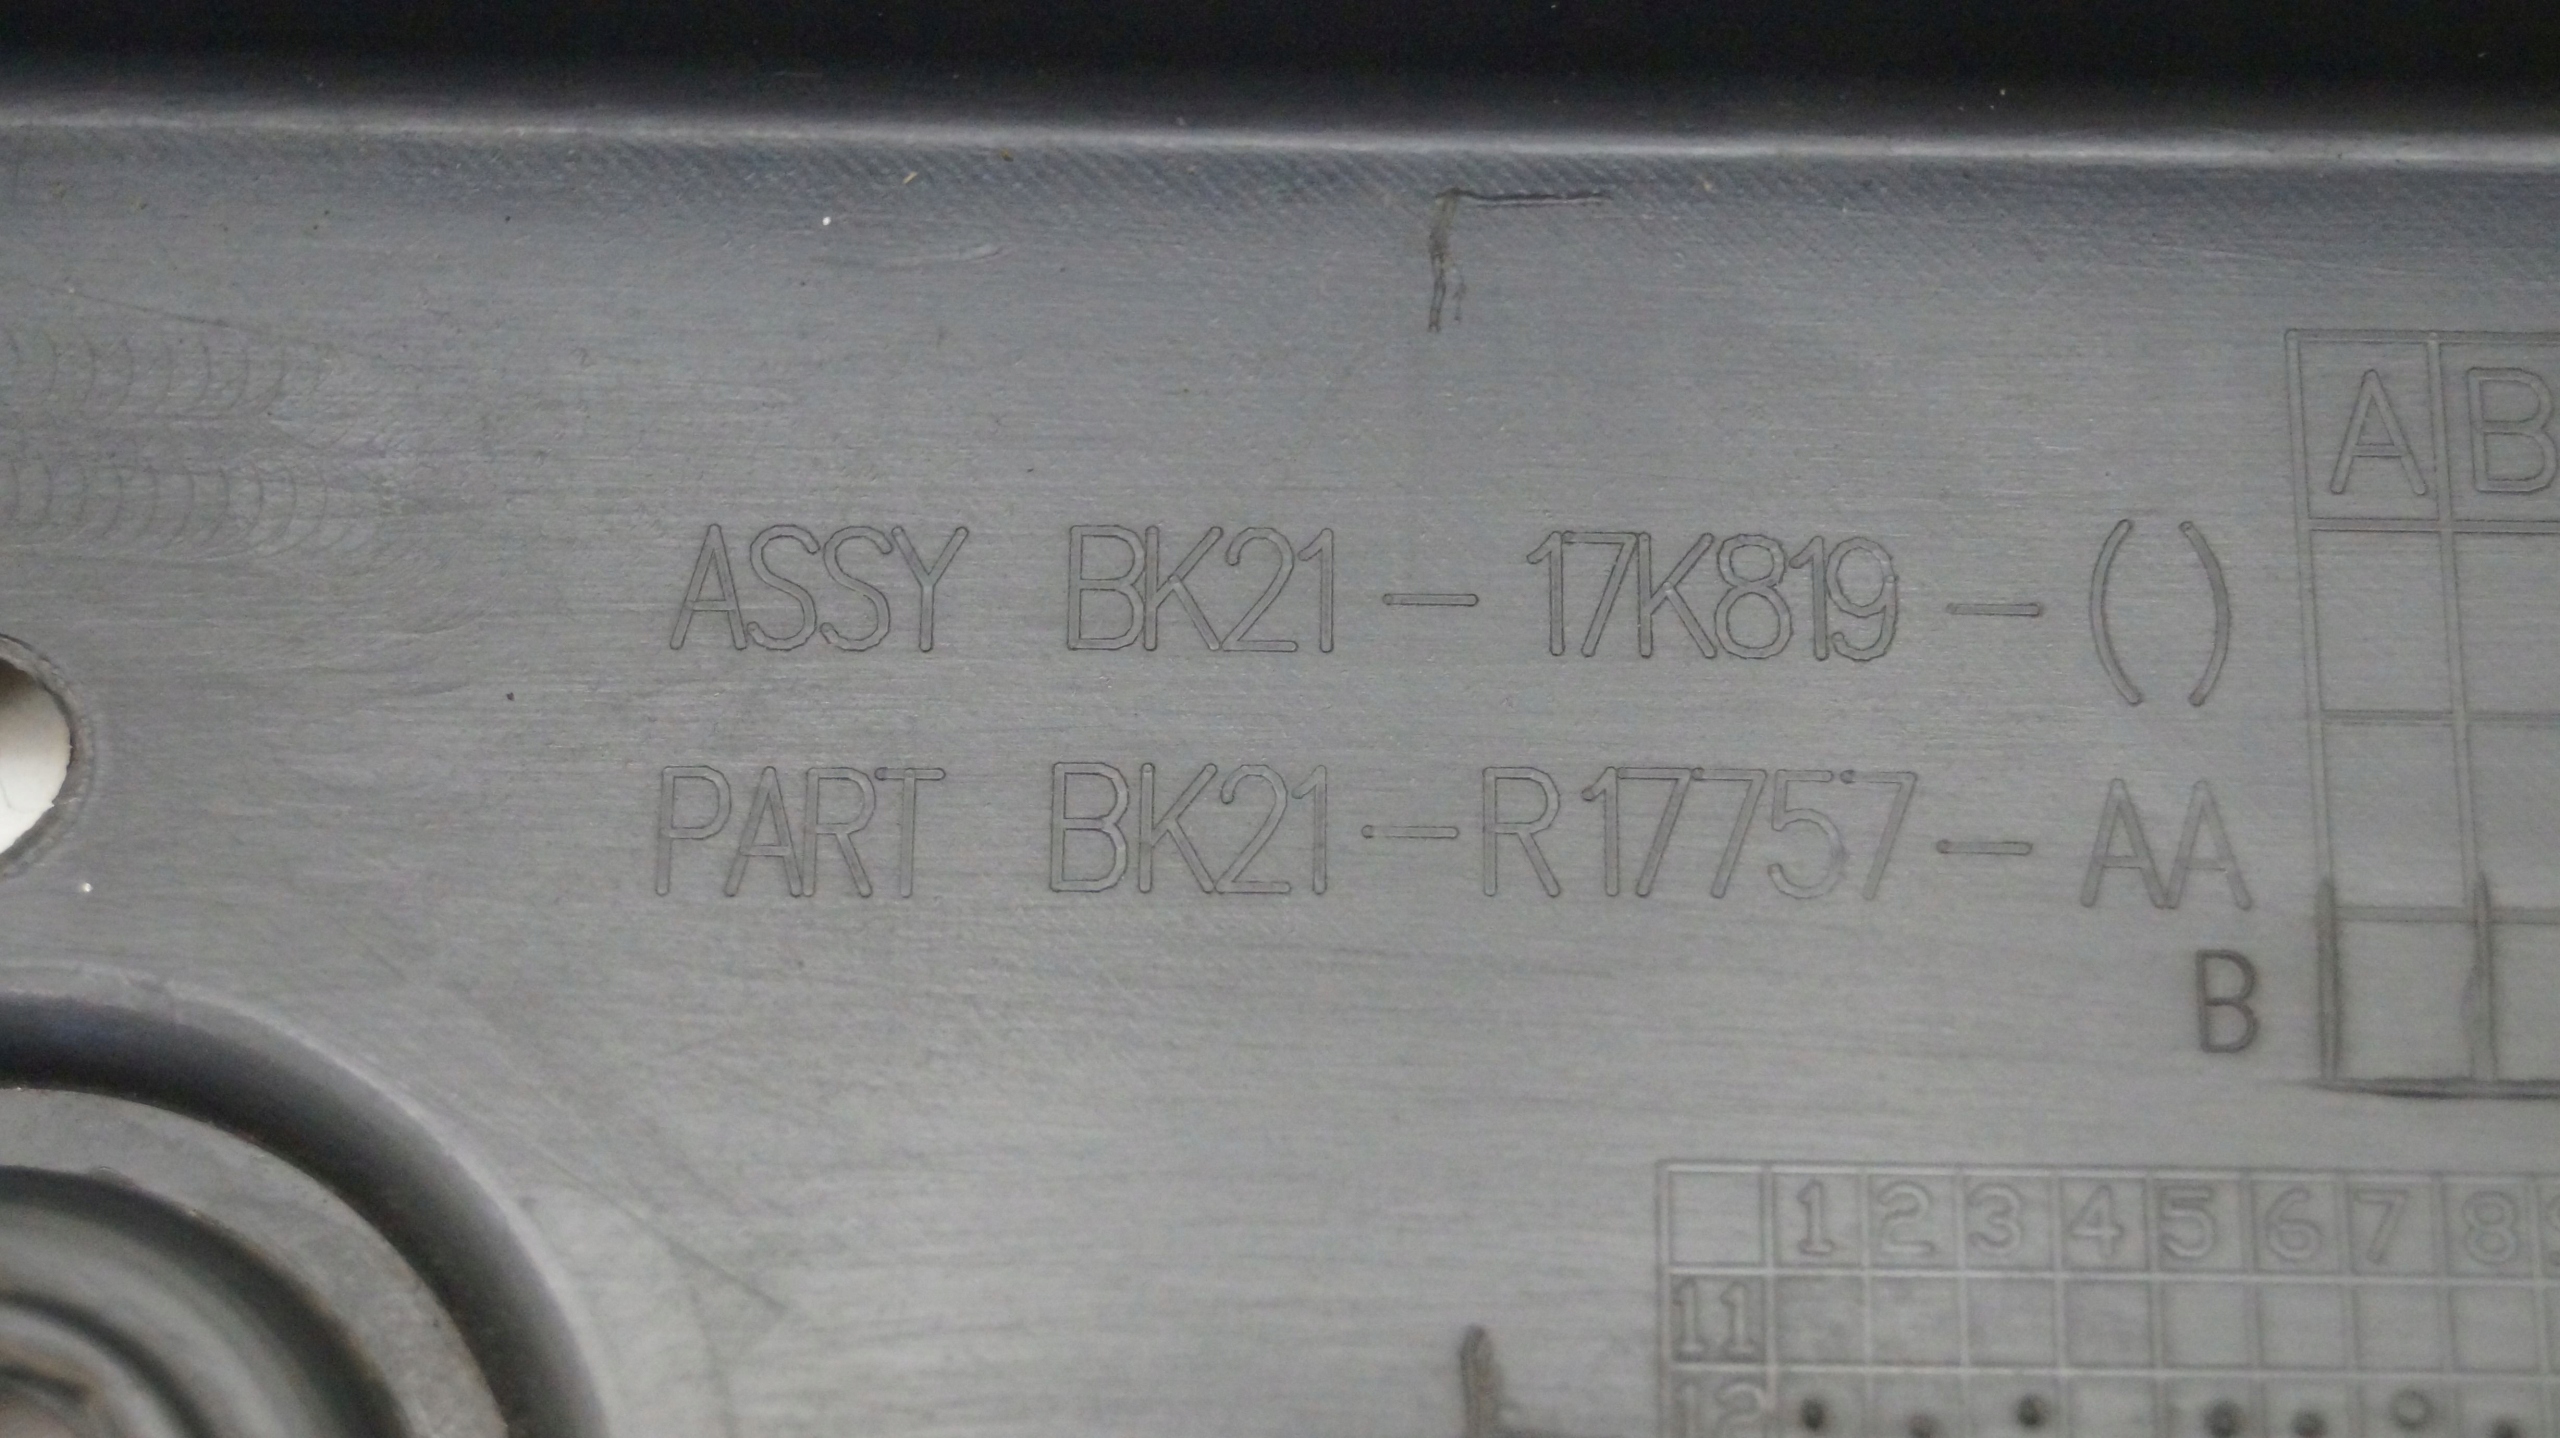 A B
ASSY BK21-17K819-()
PART BK21-R17757-AA
B
1 2 3 4 5 6 7 8
11
12